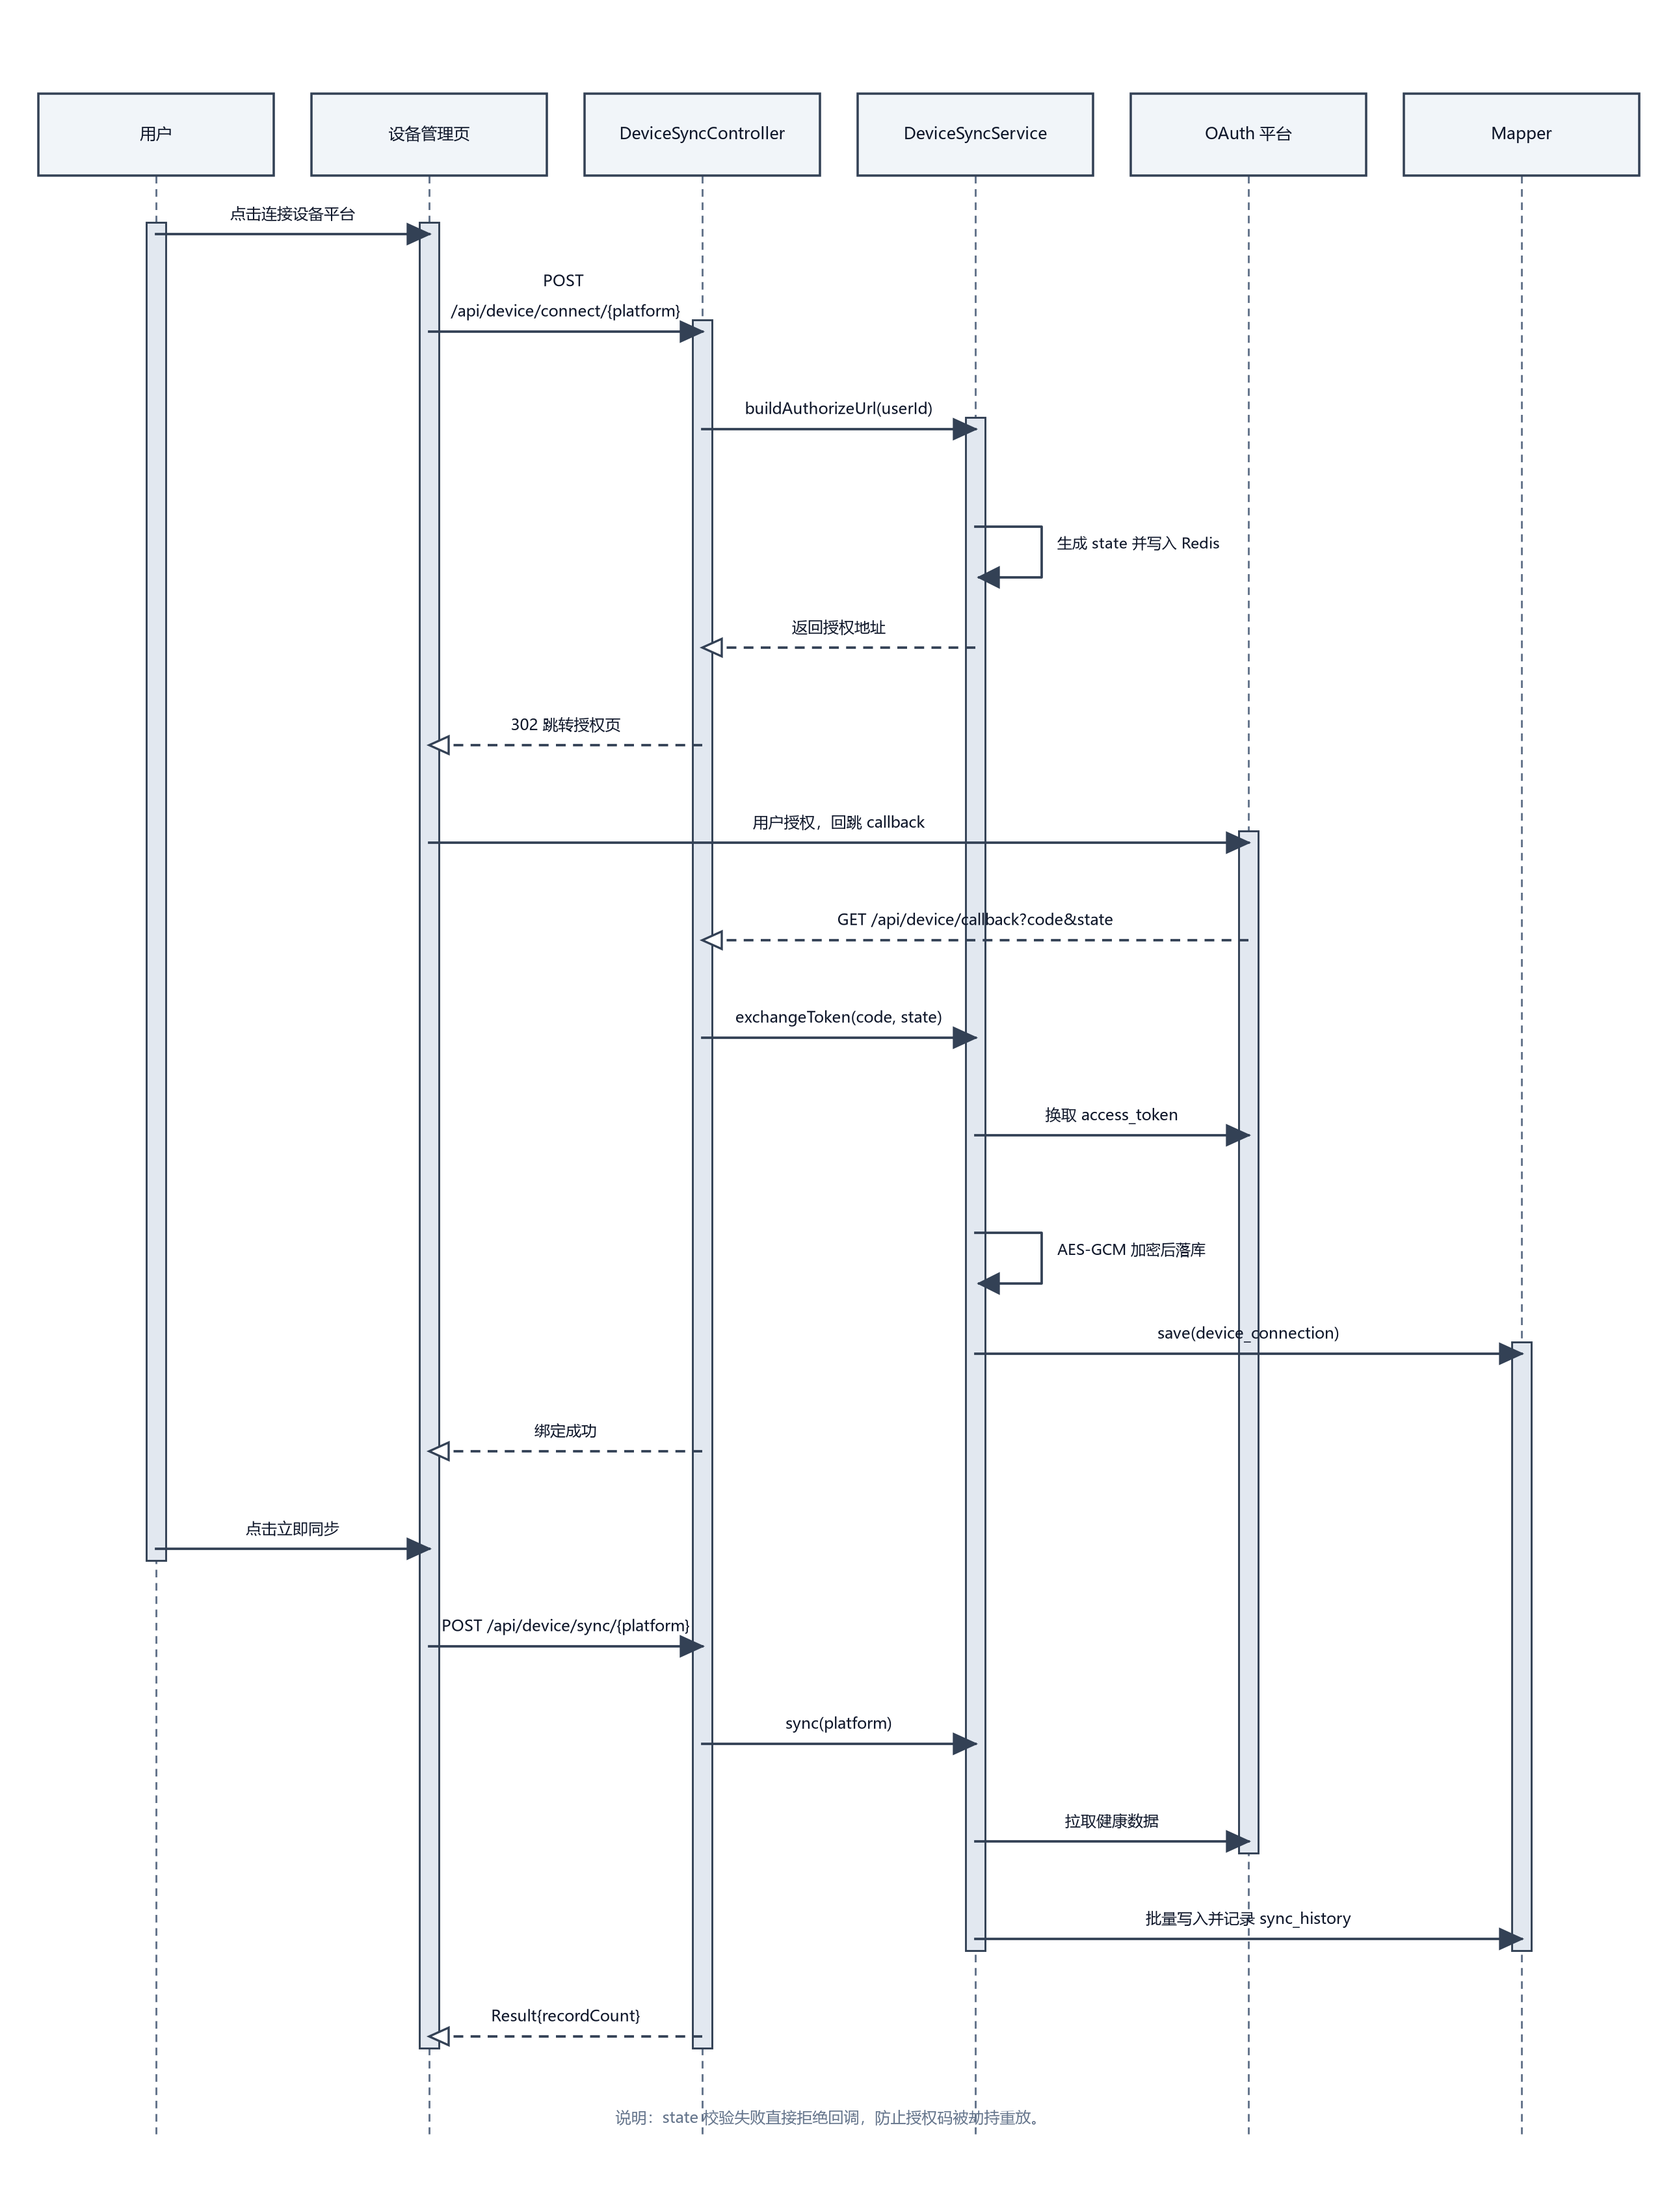 用户
设备管理页
DeviceSyncController
DeviceSyncService
OAuth 平台
Mapper
点击连接设备平台
POST
/api/device/connect/{platform}
buildAuthorizeUrl(userId)
生成 state 并写入 Redis
返回授权地址
302 跳转授权页
用户授权，回跳 callback
GET /api/device/callback?code&state
exchangeToken(code, state)
换取 access_token
AES-GCM 加密后落库
save(device_connection)
绑定成功
点击立即同步
POST /api/device/sync/{platform}
sync(platform)
拉取健康数据
批量写入并记录 sync_history
Result{recordCount}
说明：state 校验失败直接拒绝回调，防止授权码被劫持重放。